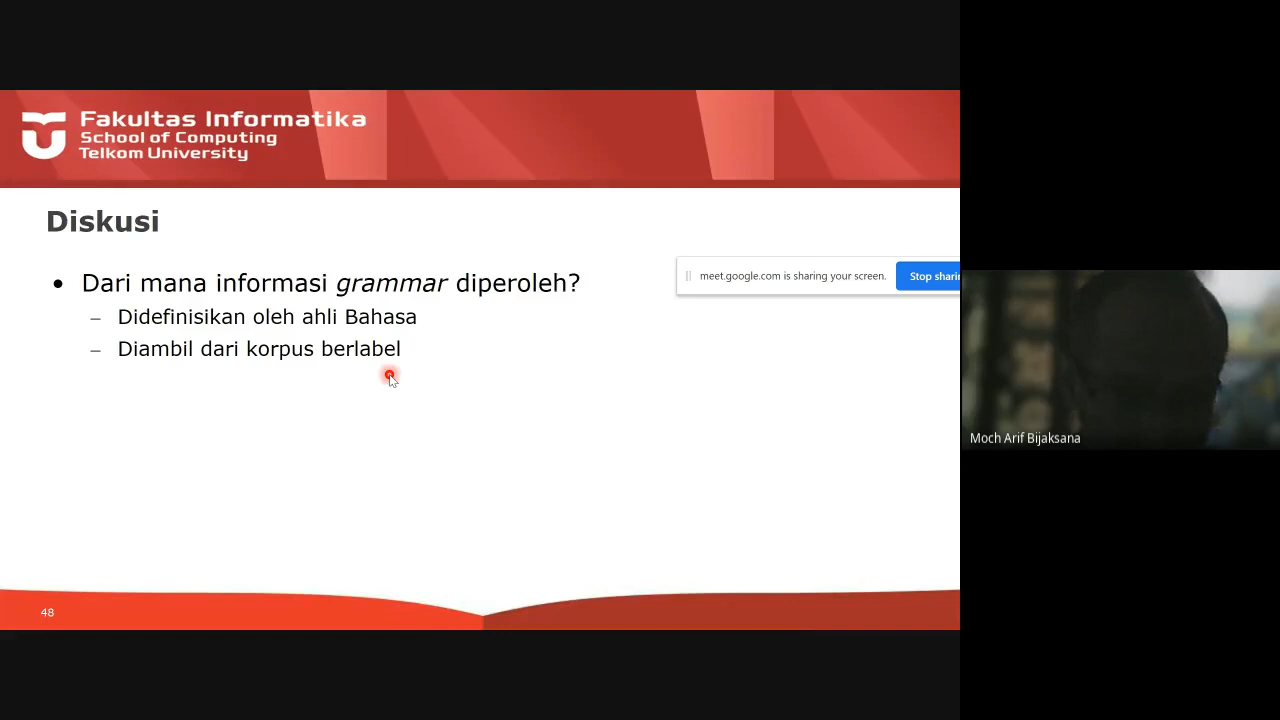 Fakultas Informatika
School of Computing
Telkom University
Diskusi
• Dari mana informasi grammar diperoleh?
– Didefinisikan oleh ahli Bahasa
– Diambil dari korpus berlabel
meet.google.com is sharing your screen.
Stop sharin
Moch Arif Bijaksana
48